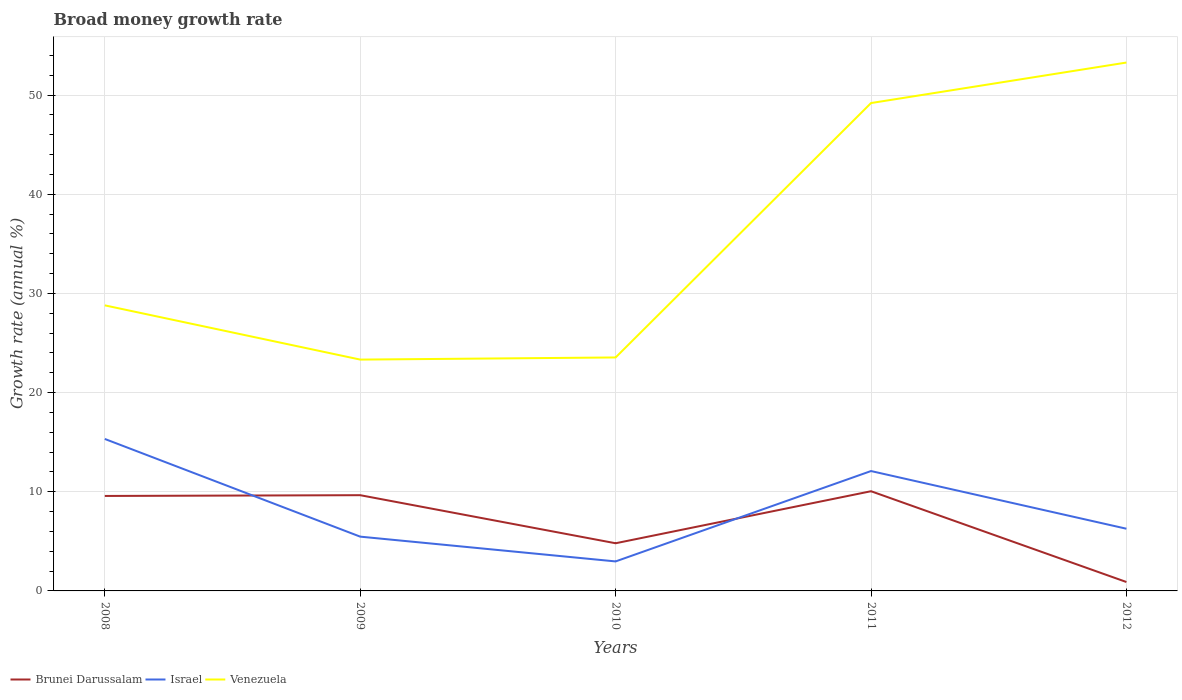 Broad money growth rate
Growth rate (annual %)
50
40
30
20
10
0
2008
2009
2010
2011
2012
Years
Brunei Darussalam
Israel
Venezuela